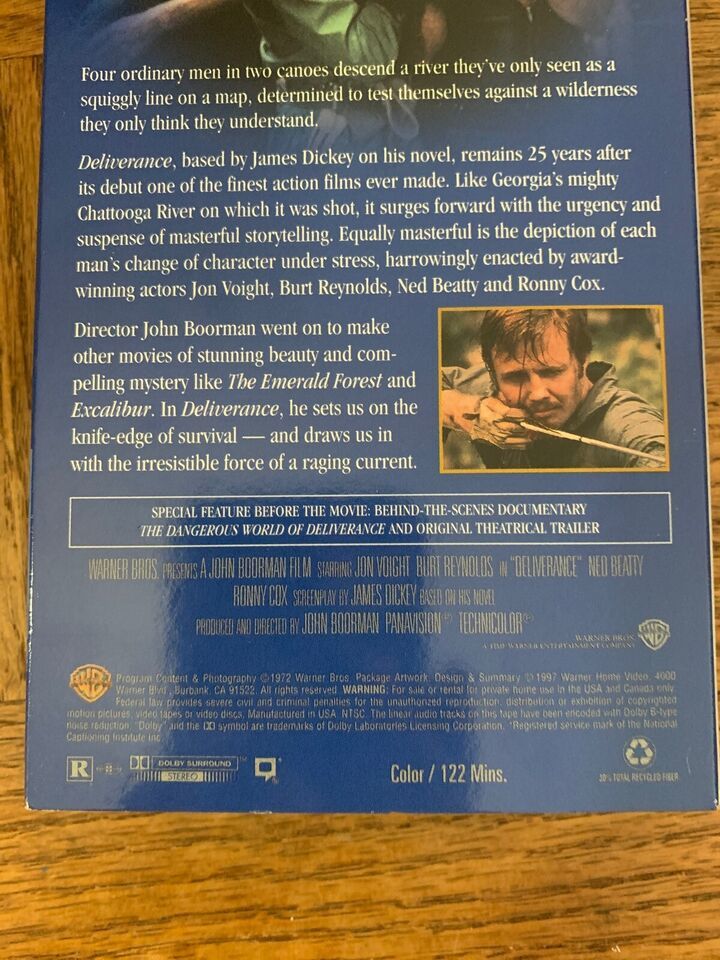 Four ordinary men in two canoes descend a river they've only seen as a
squiggly line on a map, determined to test themselves against a wilderness
they only think they understand.
Deliverance, based by James Dickey on his novel, remains 25 years after
its debut one of the finest action films ever made. Like Georgia's mighty
Chattooga River on which it was shot, it surges forward with the urgency and
suspense of masterful storytelling. Equally masterful is the depiction of each
man's change of character under stress, harrowingly enacted by award-
winning actors Jon Voight, Burt Reynolds, Ned Beatty and Ronny Cox.
Director John Boorman went on to make
other movies of stunning beauty and com-
pelling mystery like The Emerald Forest and
Excalibur. In Deliverance, he sets us on the
knife-edge of survival — and draws us in
with the irresistible force of a raging current.
SPECIAL FEATURE BEFORE THE MOVIE: BEHIND-THE-SCENES DOCUMENTARY
THE DANGEROUS WORLD OF DELIVERANCE AND ORIGINAL THEATRICAL TRAILER
WARNER BROS. PRESENTS A JOHN BOORMAN FILM STARRING JON VOIGHT BURT REYNOLDS IN "DELIVERANCE" NED BEATTY
RONNY COX SCREENPLAY BY JAMES DICKEY BASED ON HIS NOVEL
PRODUCED AND DIRECTED BY JOHN BOORMAN PANAVISION® TECHNICOLOR®
WARNER BROS.
A TIME WARNER ENTERTAINMENT COMPANY
Program Content & Photography ©1972 Warner Bros. Package Artwork, Design & Summary ©1997 Warner Home Video, 4000
Warner Blvd., Burbank, CA 91522. All rights reserved. WARNING: For sale or rental for private home use in the USA and Canada only.
Federal law provides severe civil and criminal penalties for the unauthorized reproduction, distribution or exhibition of copyrighted
motion pictures, video tapes or video discs. Manufactured in USA. NTSC. The linear audio tracks on this tape have been encoded with Dolby B-type
noise reduction. "Dolby" and the DD symbol are trademarks of Dolby Laboratories Licensing Corporation. *Registered service mark of the National
Captioning Institute Inc.
R
DOLBY SURROUND
STEREO
Color / 122 Mins.
20% TOTAL RECYCLED FIBER